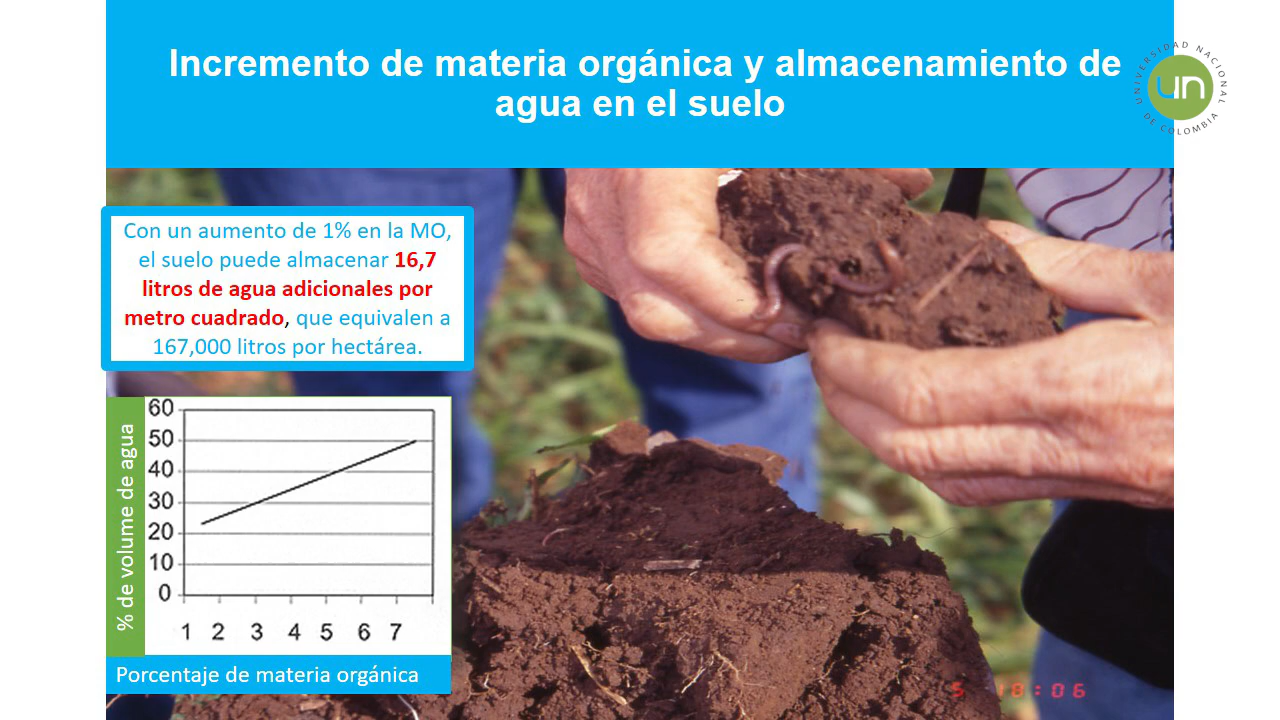 Incremento de materia orgánica y almacenamiento de
agua en el suelo
UNIVERSIDAD NACIONAL
DE COLOMBIA
un
Con un aumento de 1% en la MO,
el suelo puede almacenar 16,7
litros de agua adicionales por
metro cuadrado, que equivalen a
167,000 litros por hectárea.
% de volume de agua
60
50
40
30
20
10
0
1 2 3 4 5 6 7
Porcentaje de materia orgánica
5 18:06